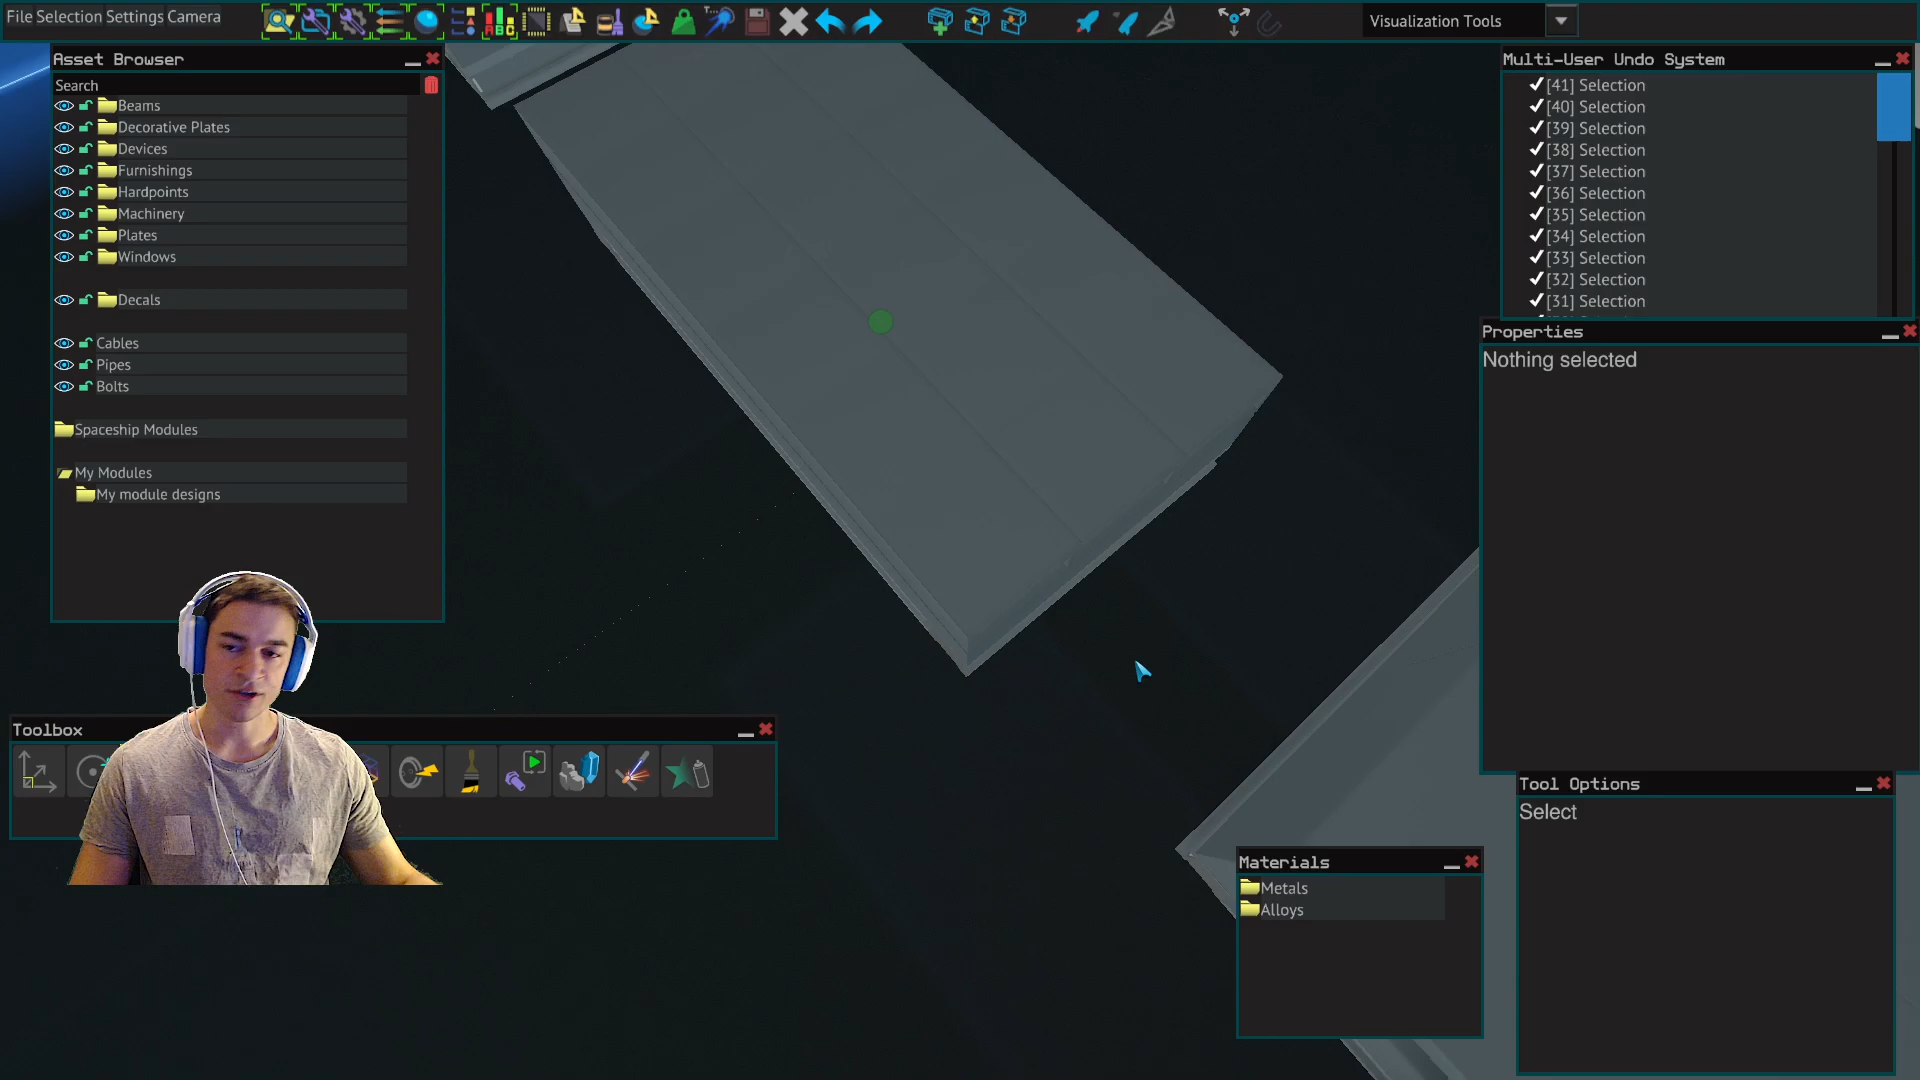 File Selection Settings Camera
Visualization Tools
Asset Browser
Search
Beams
Decorative Plates
Devices
Furnishings
Hardpoints
Machinery
Plates
Windows
Decals
Cables
Pipes
Bolts
Spaceship Modules
My Modules
My module designs
Toolbox
Multi-User Undo System
[41] Selection
[40] Selection
[39] Selection
[38] Selection
[37] Selection
[36] Selection
[35] Selection
[34] Selection
[33] Selection
[32] Selection
[31] Selection
Properties
Nothing selected
Tool Options
Select
Materials
Metals
Alloys
ABC